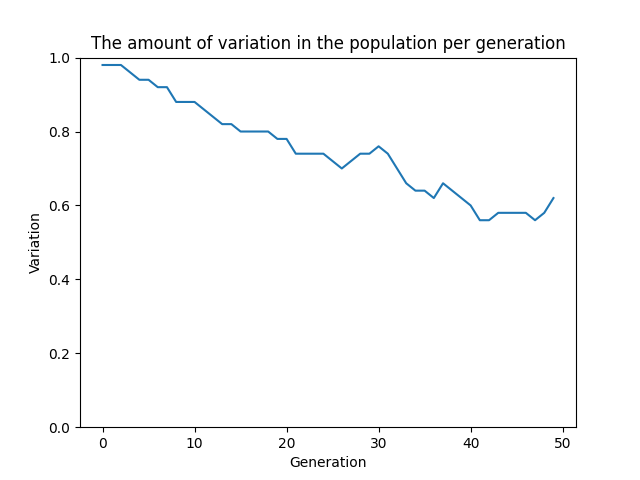 The amount of variation in the population per generation
1.0
0.8
0.6
0.4
0.2
0.0
Variation
0 10 20 30 40 50
Generation